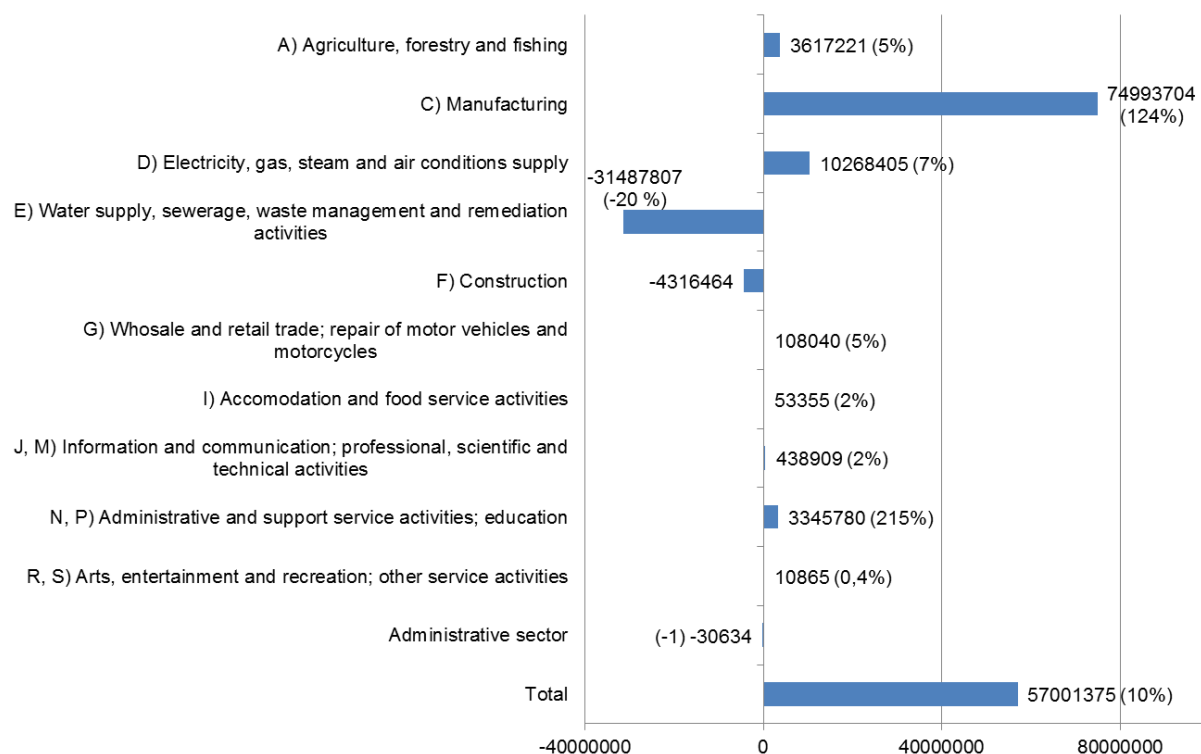 A) Agriculture, forestry and fishing
3617221 (5%)
C) Manufacturing
74993704
(124%)
D) Electricity, gas, steam and air conditions supply
10268405 (7%)
-31487807
(-20 %)
E) Water supply, sewerage, waste management and remediation
activities
F) Construction
-4316464
G) Whosale and retail trade; repair of motor vehicles and
motorcycles
108040 (5%)
I) Accomodation and food service activities
53355 (2%)
J, M) Information and communication; professional, scientific and
technical activities
438909 (2%)
N, P) Administrative and support service activities; education
3345780 (215%)
R, S) Arts, entertainment and recreation; other service activities
10865 (0,4%)
Administrative sector
(-1) -30634
Total
57001375 (10%)
-40000000
0
40000000
80000000